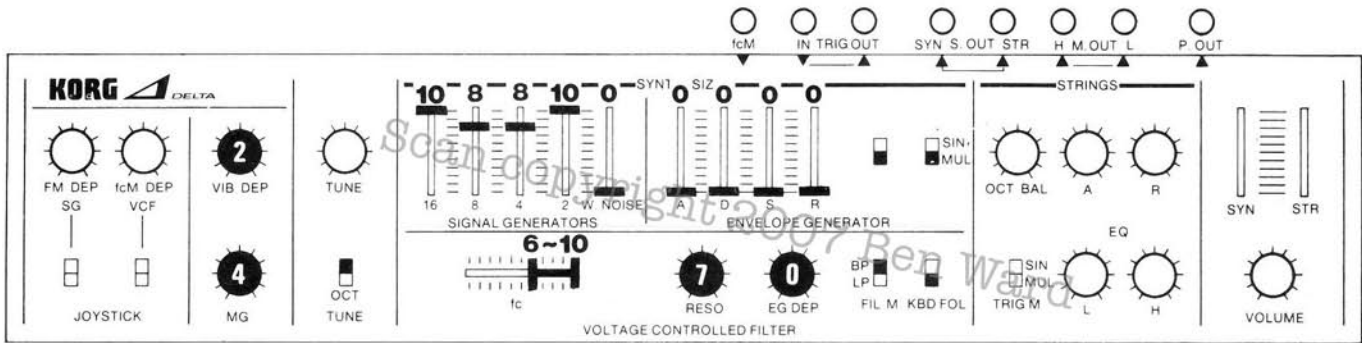 fcM IN TRIG OUT SYN S. OUT STR H M. OUT L P. OUT
KORG DELTA
SYNT SIZ
STRINGS
10 8 8 10 0 0 0 0 0
2
FM DEP fcM DEP VIB DEP TUNE
SIN
MUL
OCT BAL A R
16 8 4 2 W NOISE A D S R
SG VCF
SIGNAL GENERATORS ENVELOPE GENERATOR
SYN STR
6~10
EQ
4
7
0
BP
LP
SIN
MUL
fc RESO EG DEP FIL M KBD FOL TRIG M L H
OCT
JOYSTICK MG TUNE VOLUME
VOLTAGE CONTROLLED FILTER
Scan copyright 2007 Ben Ward